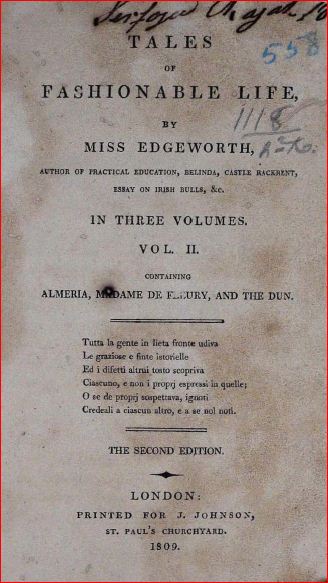 TALES
OF
FASHIONABLE LIFE,
BY
MISS EDGEWORTH,
AUTHOR OF PRACTICAL EDUCATION, BELINDA, CASTLE RACKRENT,
ESSAY ON IRISH BULLS, &c.
IN THREE VOLUMES.
VOL. II.
CONTAINING
ALMERIA, MADAME DE FLEURY, AND THE DUN.
Tutta la gente in lieta fronte udiva
Le graziose e finte istorielle
Ed i difetti altrui tosto scopriva
Ciascuno, e non i proprj espressi in quelle;
O se de proprj sospettava, ignoti
Credeali a ciascun altro, e a se nol noti.
THE SECOND EDITION.
LONDON:
PRINTED FOR J. JOHNSON,
ST. PAUL'S CHURCHYARD.
1809.
558
1118